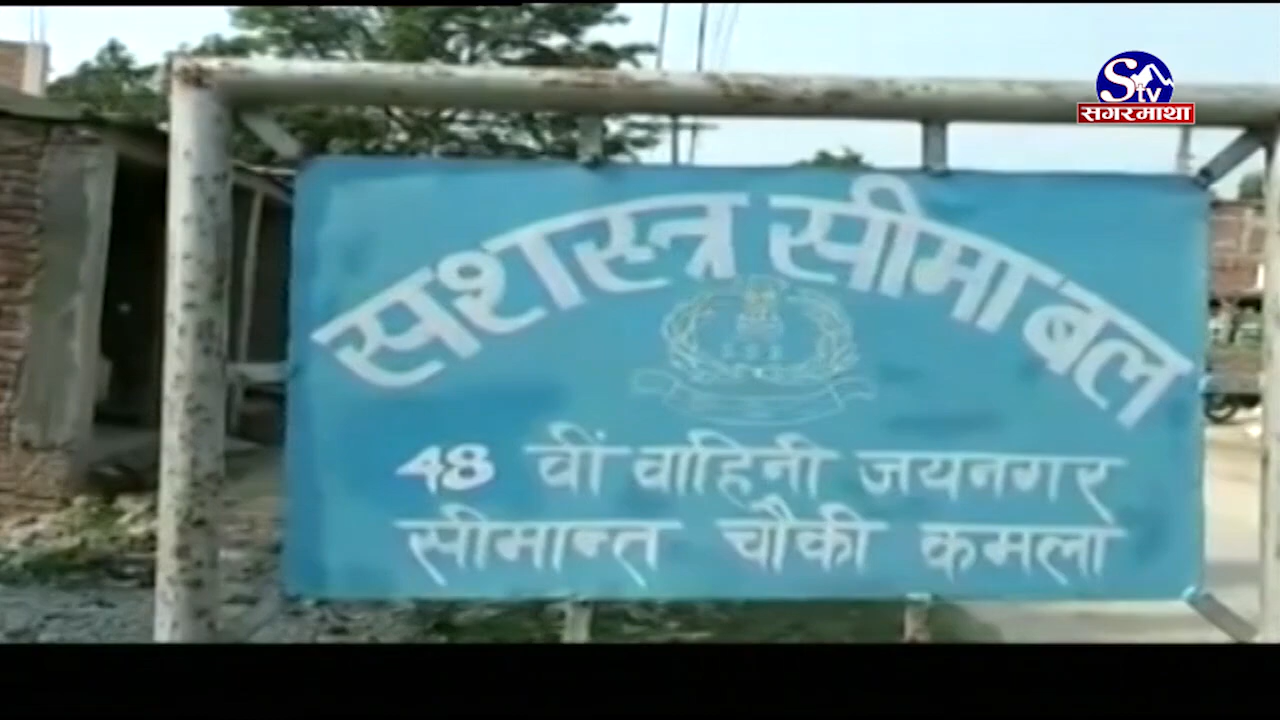 Stv
सगरमाथा
सशस्त्र सीमा बल
48 वीं वाहिनी जयनगर
सीमान्त चौकी कमला